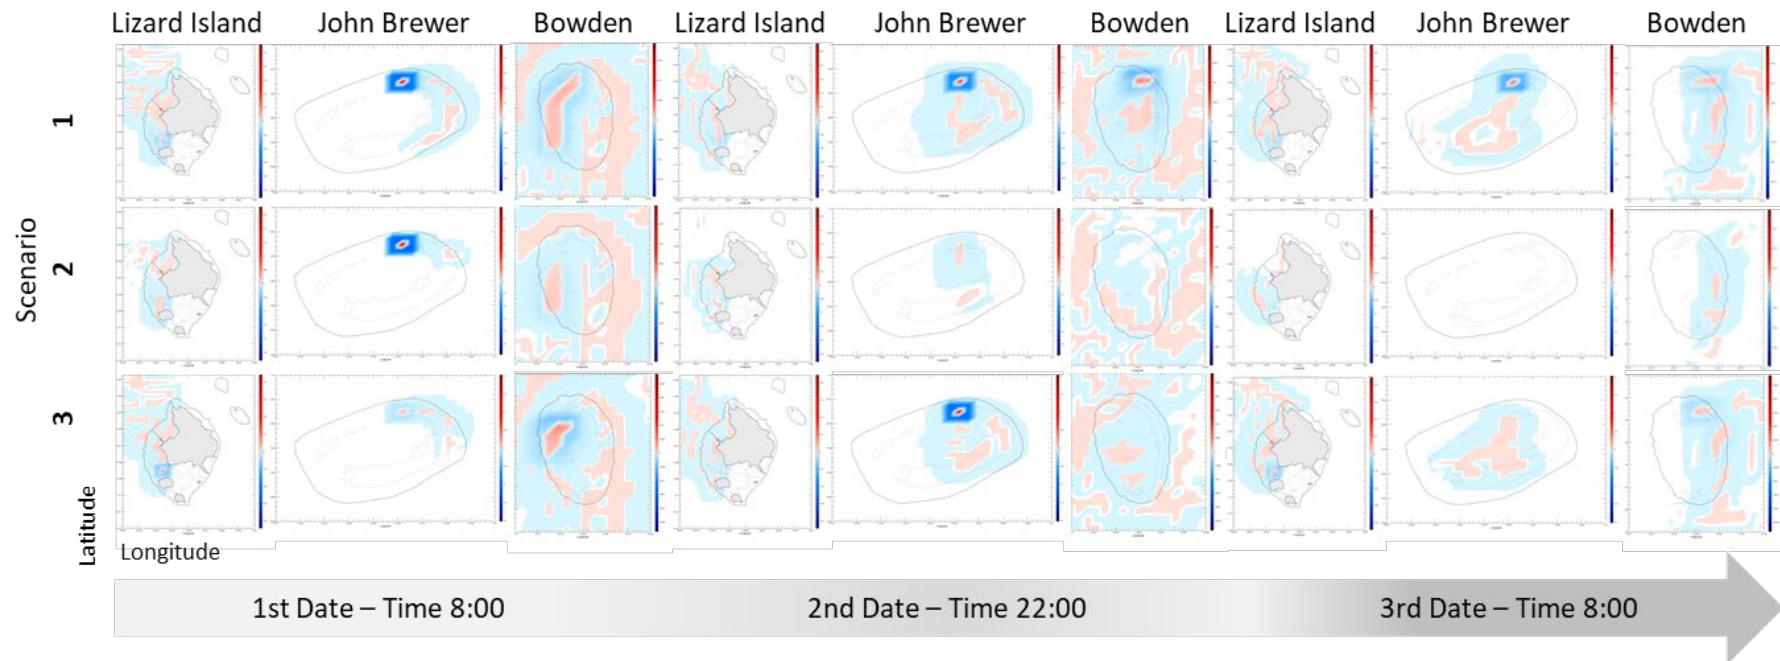 Lizard Island John Brewer Bowden Lizard Island John Brewer Bowden Lizard Island John Brewer Bowden
Scenario
1
2
3
Latitude
Longitude
1st Date – Time 8:00 2nd Date – Time 22:00 3rd Date – Time 8:00